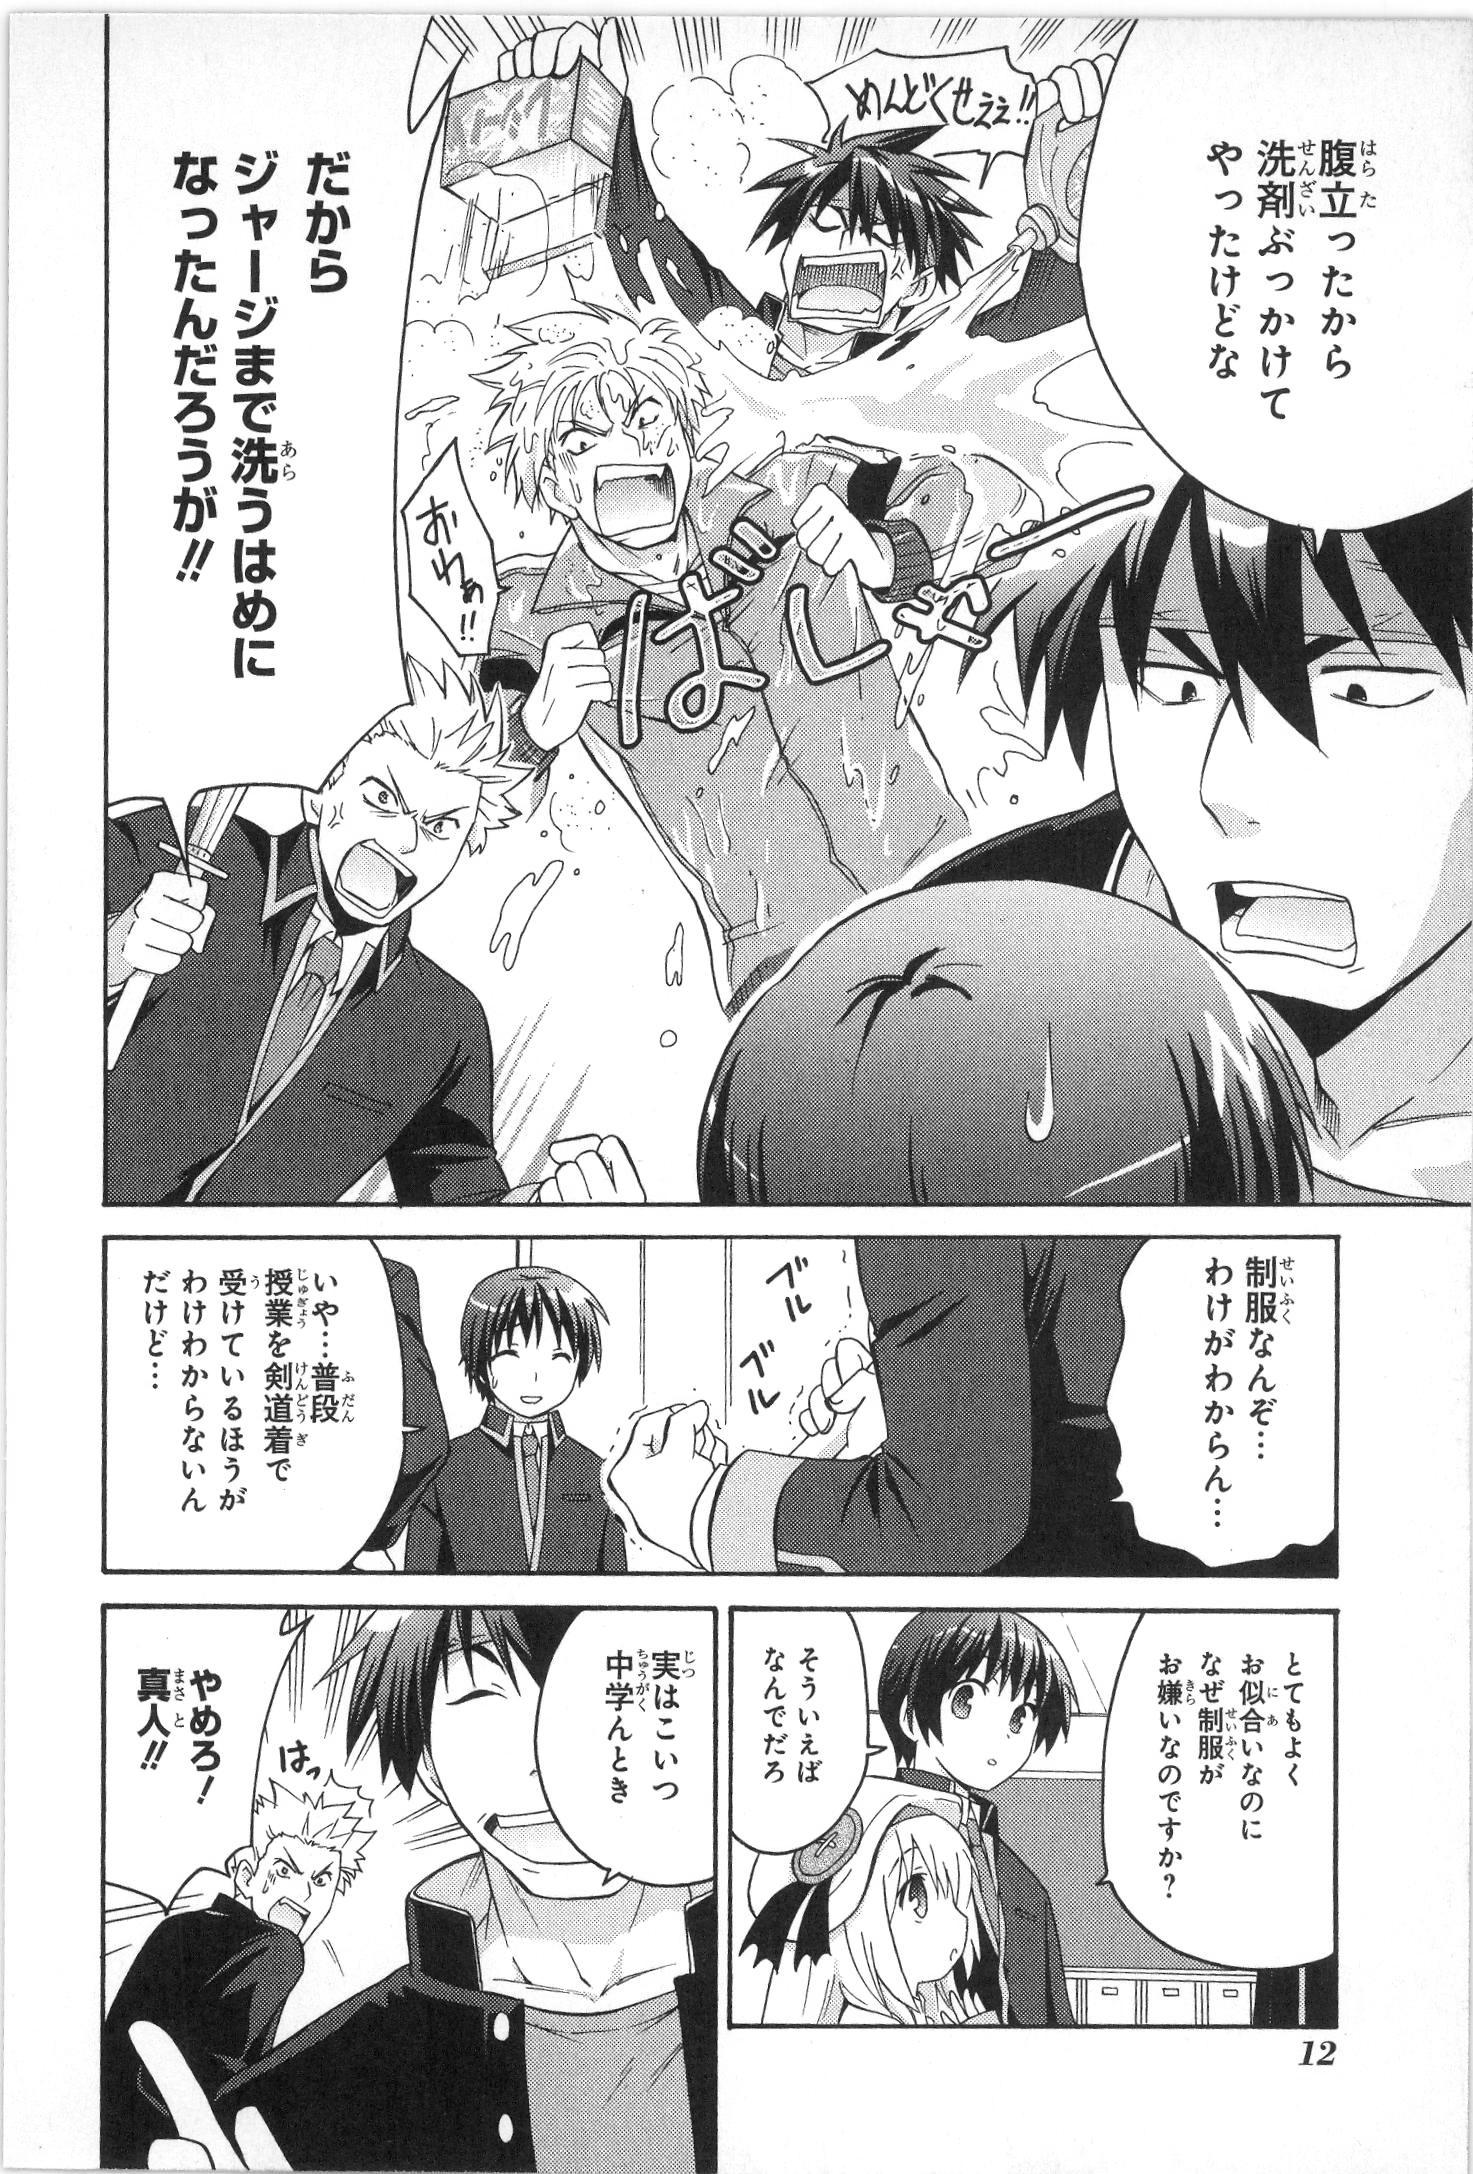 腹立ったから
洗剤ぶっかけて
やったけどな
めんどくせぇぇ!!
ばしゃー
おわぁ!!
だから
ジャージまで洗うはめに
なったんだろうが!!
制服なんぞ…
わけがわからん…
ブル
ブル
ブル
ブル
いや…普段
授業を剣道着で
受けているほうが
わけわからないん
だけど…
とてもよく
お似合いなのに
なぜ制服が
お嫌いなのですか?
そういえば
なんでだろ
実はこいつ
中学んとき
はっ
やめろ!
真人!!
12